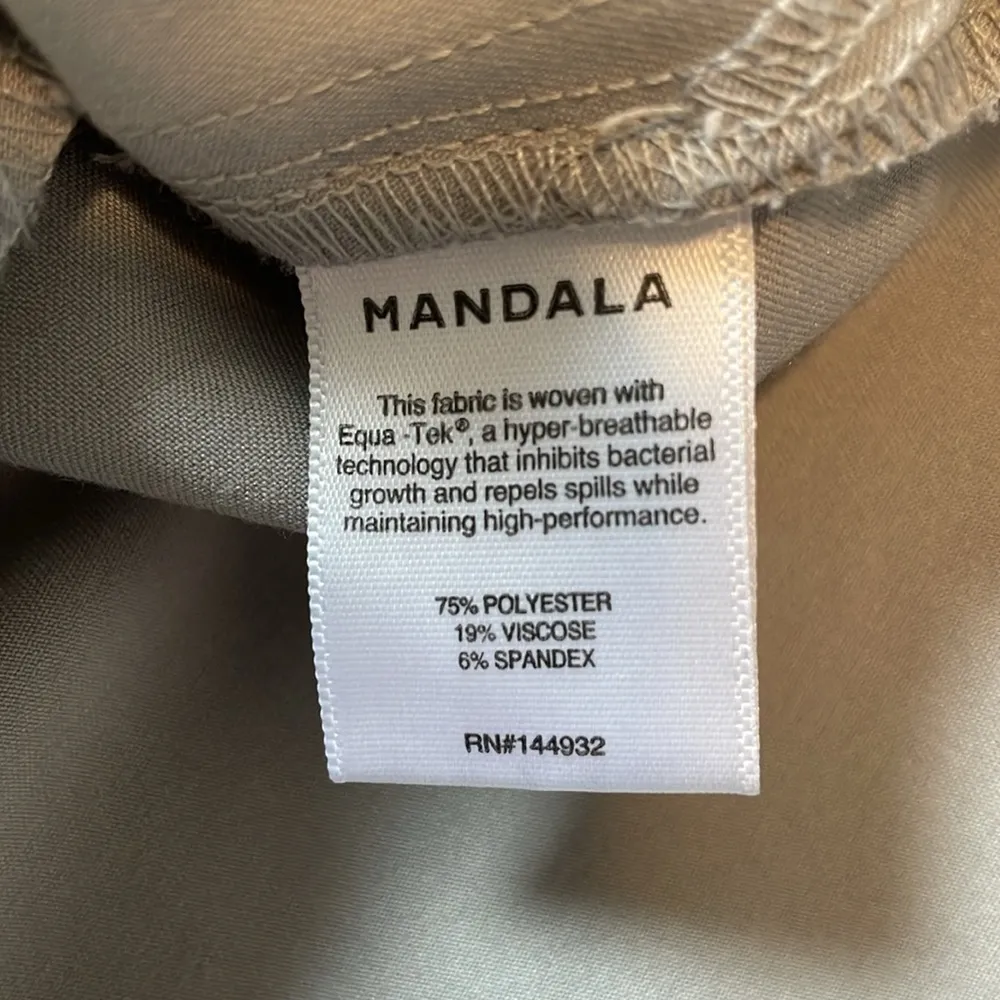 MANDALA
This fabric is woven with
Equa -Tek®, a hyper-breathable
technology that inhibits bacterial
growth and repels spills while
maintaining high-performance.
75% POLYESTER
19% VISCOSE
6% SPANDEX
RN#144932